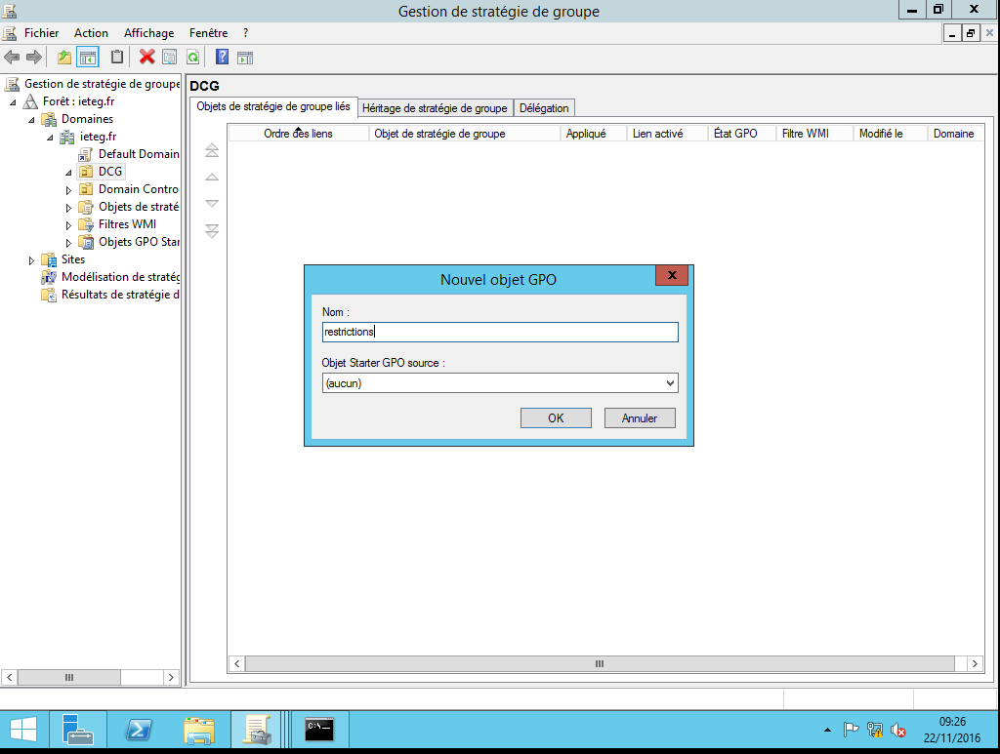 Gestion de stratégie de groupe
Fichier Action Affichage Fenêtre ?
Gestion de stratégie de groupe
Forêt : ieteg.fr
Domaines
ieteg.fr
Default Domain
DCG
Domain Contro
Objets de straté
Filtres WMI
Objets GPO Star
Sites
Modélisation de straté
Résultats de stratégie d
DCG
Objets de stratégie de groupe liés Héritage de stratégie de groupe Délégation
Ordre des liens Objet de stratégie de groupe Appliqué Lien activé État GPO Filtre WMI Modifié le Domaine
Nouvel objet GPO
Nom :
restrictions
Objet Starter GPO source :
(aucun)
OK Annuler
C:\_
09:26
22/11/2016